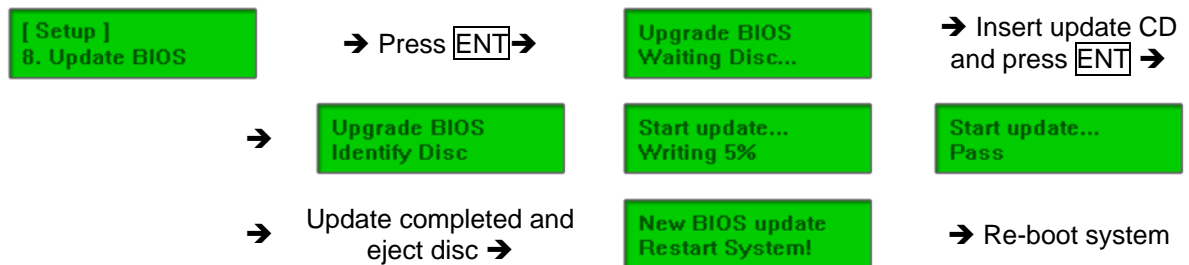 [ Setup ]
8. Update BIOS
➔ Press ENT➔
Upgrade BIOS
Waiting Disc...
➔ Insert update CD
and press ENT ➔
➔
Upgrade BIOS
Identify Disc
Start update...
Writing 5%
Start update...
Pass
➔
Update completed and
eject disc ➔
New BIOS update
Restart System!
➔ Re-boot system